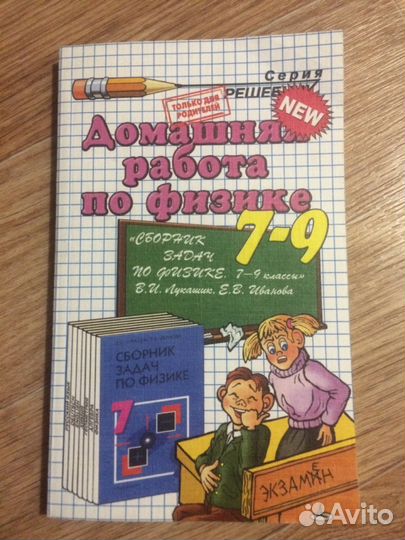 Серия
РЕШЕБ
NEW
ТОЛЬКО ДЛЯ
РОДИТЕЛЕЙ
Домашняя
работа
по физике
7-9
«СБОРНИК
ЗАДАЧ
ПО ФИЗИКЕ. 7—9 классы»
В.И. Лукашик, Е.В. Иванова
СБОРНИК
ЗАДАЧ
ПО ФИЗИКЕ
7
ЭКЗАМЕН
Avito